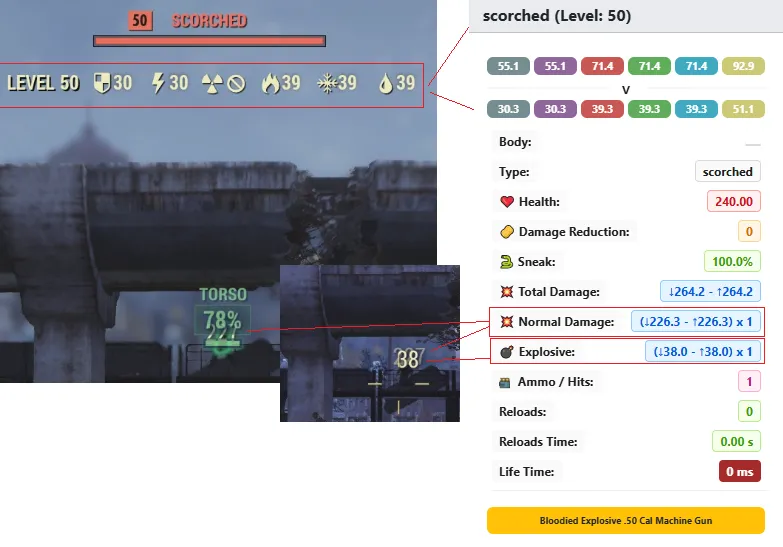 50 SCORCHED
LEVEL 50 30 30 39 39 39
TORSO
78%
227
38
scorched (Level: 50)
55.1 55.1 71.4 71.4 71.4 92.9
V
30.3 30.3 39.3 39.3 39.3 51.1
Body: __
Type: scorched
Health: 240.00
Damage Reduction: 0
Sneak: 100.0%
Total Damage: ↓264.2 - ↑264.2
Normal Damage: (↓226.3 - ↑226.3) x 1
Explosive: (↓38.0 - ↑38.0) x 1
Ammo / Hits: 1
Reloads: 0
Reloads Time: 0.00 s
Life Time: 0 ms
Bloodied Explosive .50 Cal Machine Gun